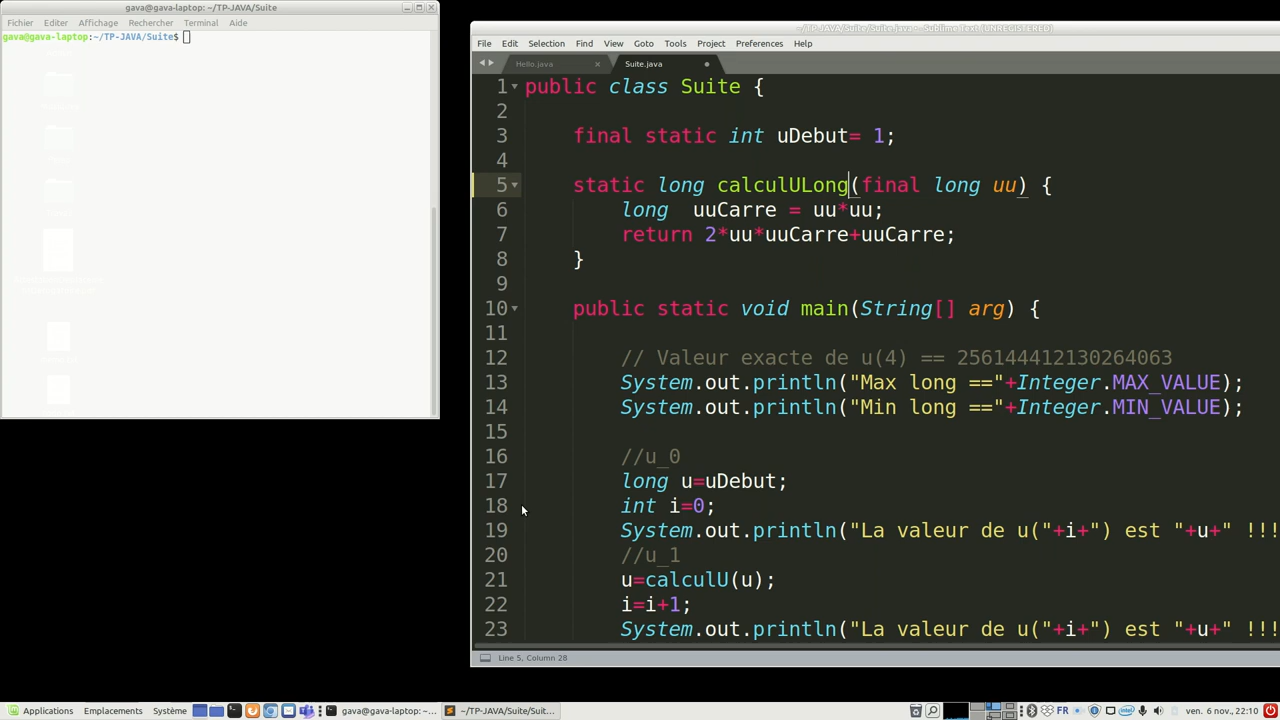 gava@gava-laptop: ~/TP-JAVA/Suite
Fichier Editer Affichage Rechercher Terminal Aide
gava@gava-laptop:~/TP-JAVA/Suite$
~/TP-JAVA/Suite/Suite.java • - Sublime Text (UNREGISTERED)
File Edit Selection Find View Goto Tools Project Preferences Help
Hello.java × Suite.java
1 public class Suite {
2
3 final static int uDebut= 1;
4
5 static long calculULong(final long uu) {
6 long uuCarre = uu*uu;
7 return 2*uu*uuCarre+uuCarre;
8 }
9
10 public static void main(String[] arg) {
11
12 // Valeur exacte de u(4) == 256144412130264063
13 System.out.println("Max long =="+Integer.MAX_VALUE);
14 System.out.println("Min long =="+Integer.MIN_VALUE);
15
16 //u_0
17 long u=uDebut;
18 int i=0;
19 System.out.println("La valeur de u("+i+") est "+u+" !!!
20 //u_1
21 u=calculU(u);
22 i=i+1;
23 System.out.println("La valeur de u("+i+") est "+u+" !!!
Line 5, Column 28
Applications Emplacements Système gava@gava-laptop: ~... ~/TP-JAVA/Suite/Suit... FR ven. 6 nov., 22:10